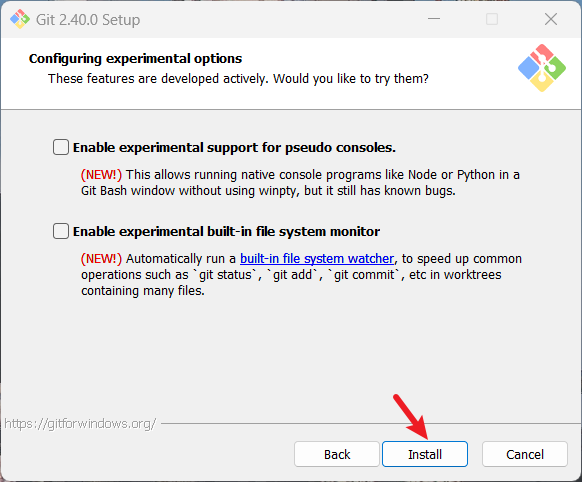 Git 2.40.0 Setup
Configuring experimental options
These features are developed actively. Would you like to try them?
Enable experimental support for pseudo consoles.
(NEW!) This allows running native console programs like Node or Python in a
Git Bash window without using winpty, but it still has known bugs.
Enable experimental built-in file system monitor
(NEW!) Automatically run a built-in file system watcher, to speed up common
operations such as `git status`, `git add`, `git commit`, etc in worktrees
containing many files.
https://gitforwindows.org/
Back
Install
Cancel